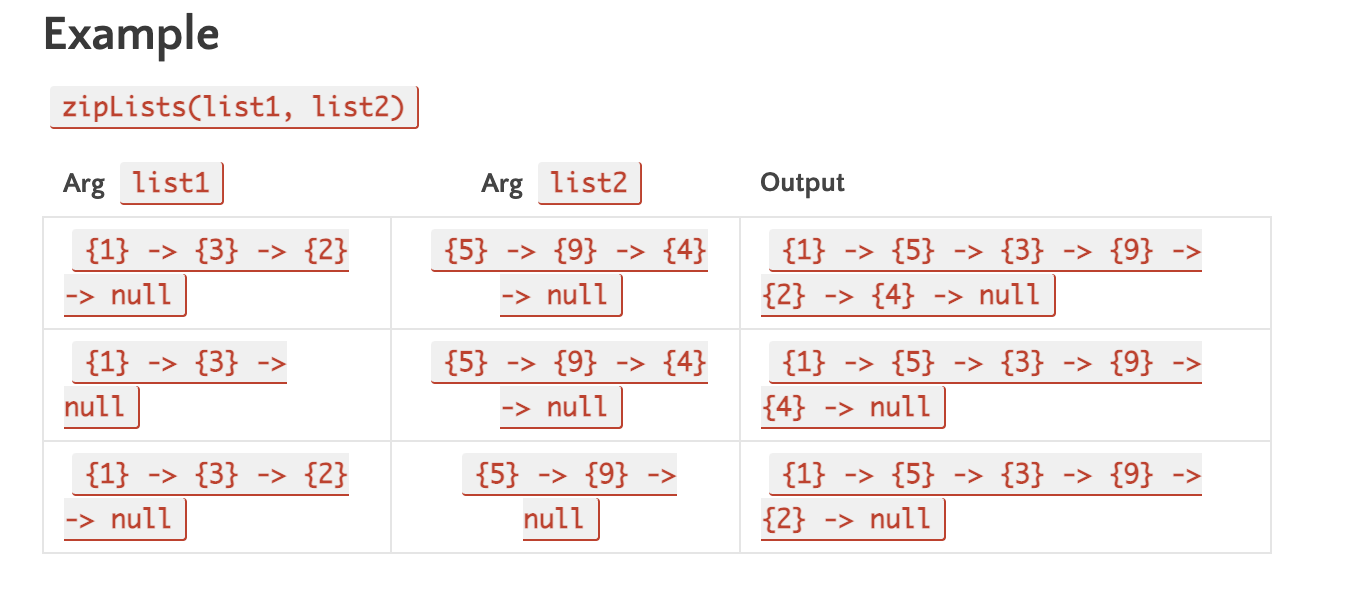 Example
zipLists(list1, list2)
Arg list1 Arg list2 Output
{1} -> {3} -> {2} {5} -> {9} -> {4} {1} -> {5} -> {3} -> {9} ->
-> null -> null {2} -> {4} -> null
{1} -> {3} -> {5} -> {9} -> {4} {1} -> {5} -> {3} -> {9} ->
null -> null {4} -> null
{1} -> {3} -> {2} {5} -> {9} -> {1} -> {5} -> {3} -> {9} ->
-> null null {2} -> null